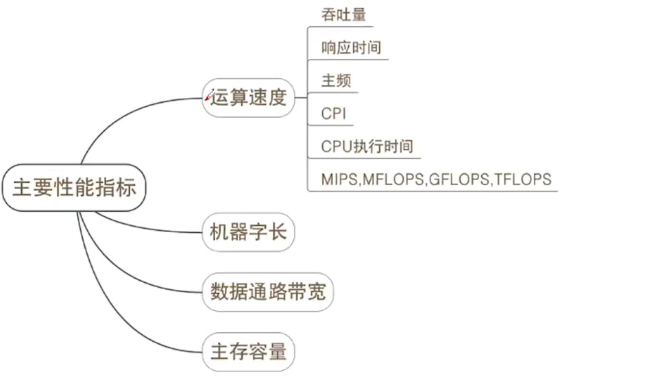 主要性能指标
运算速度
吞吐量
响应时间
主频
CPI
CPU执行时间
MIPS,MFLOPS,GFLOPS,TFLOPS
机器字长
数据通路带宽
主存容量